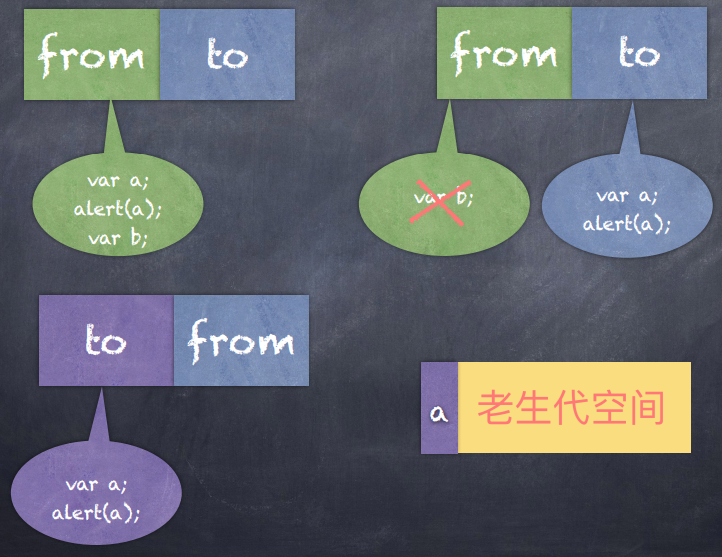 from to
var a;
alert(a);
var b;
from to
var b;
var a;
alert(a);
to from
var a;
alert(a);
a 老生代空间